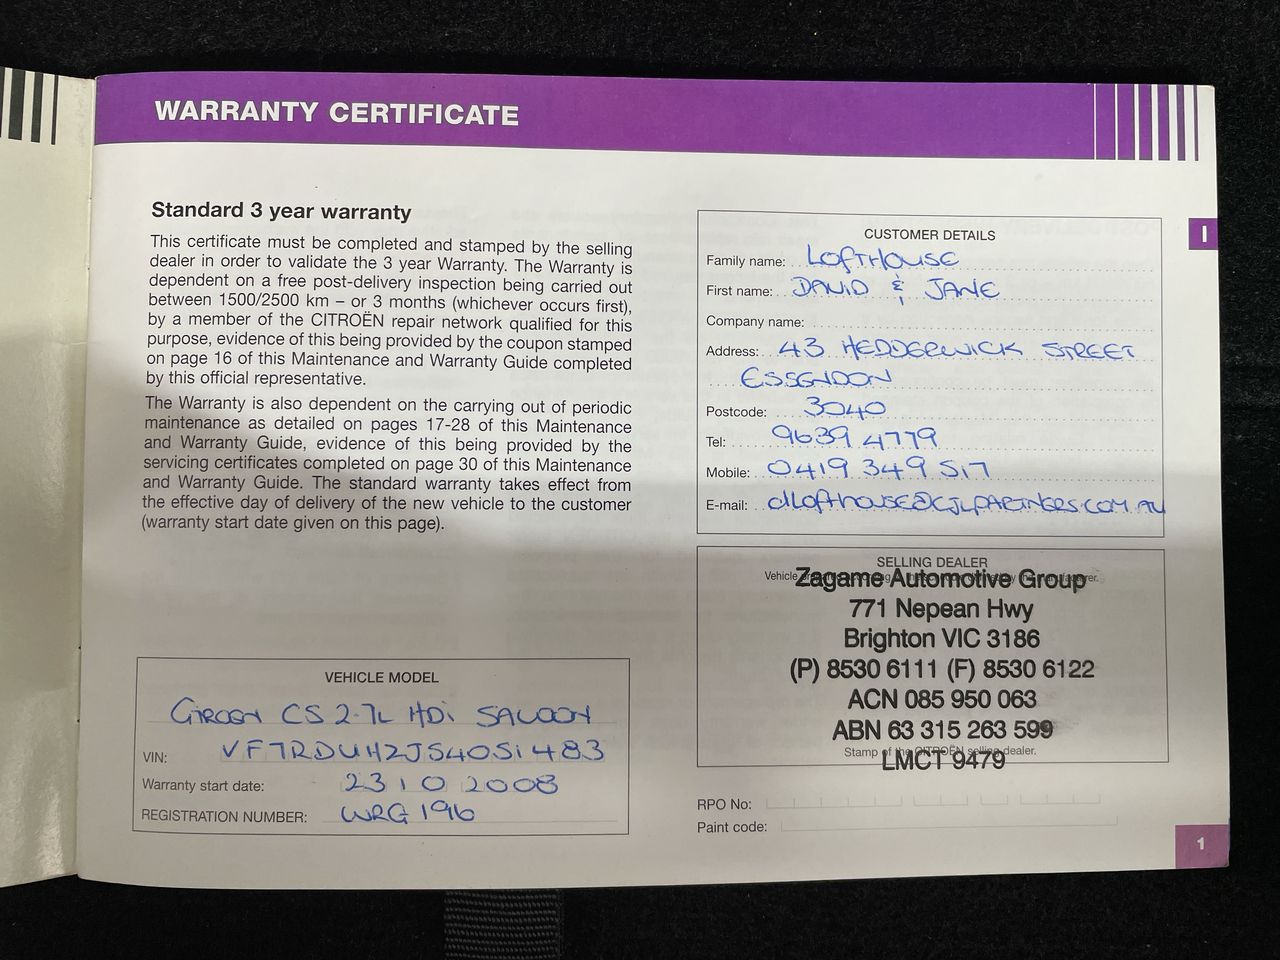 WARRANTY CERTIFICATE
Standard 3 year warranty
This certificate must be completed and stamped by the selling
dealer in order to validate the 3 year Warranty. The Warranty is
dependent on a free post-delivery inspection being carried out
between 1500/2500 km – or 3 months (whichever occurs first),
by a member of the CITROËN repair network qualified for this
purpose, evidence of this being provided by the coupon stamped
on page 16 of this Maintenance and Warranty Guide completed
by this official representative.
The Warranty is also dependent on the carrying out of periodic
maintenance as detailed on pages 17-28 of this Maintenance
and Warranty Guide, evidence of this being provided by the
servicing certificates completed on page 30 of this Maintenance
and Warranty Guide. The standard warranty takes effect from
the effective day of delivery of the new vehicle to the customer
(warranty start date given on this page).
VEHICLE MODEL
CITROEN C5 2.7L HDi SALOON
VIN: VF7RDUHZJ54051483
Warranty start date: 23 10 2008
REGISTRATION NUMBER: WRG 196
CUSTOMER DETAILS
Family name: LOFTHOUSE
First name: DAVID & JANE
Company name:
Address: 43 HEDDERWICK STREET
ESSENDON
Postcode: 3040
Tel: 9639 4779
Mobile: 0419 349 517
E-mail: dlofthouse@CJLPARTNERS.COM.AU
SELLING DEALER
Zagame Automotive Group
771 Nepean Hwy
Brighton VIC 3186
(P) 8530 6111 (F) 8530 6122
ACN 085 950 063
ABN 63 315 263 599
Stamp of the CITROËN selling dealer.
LMCT 9479
RPO No:
Paint code:
I
1